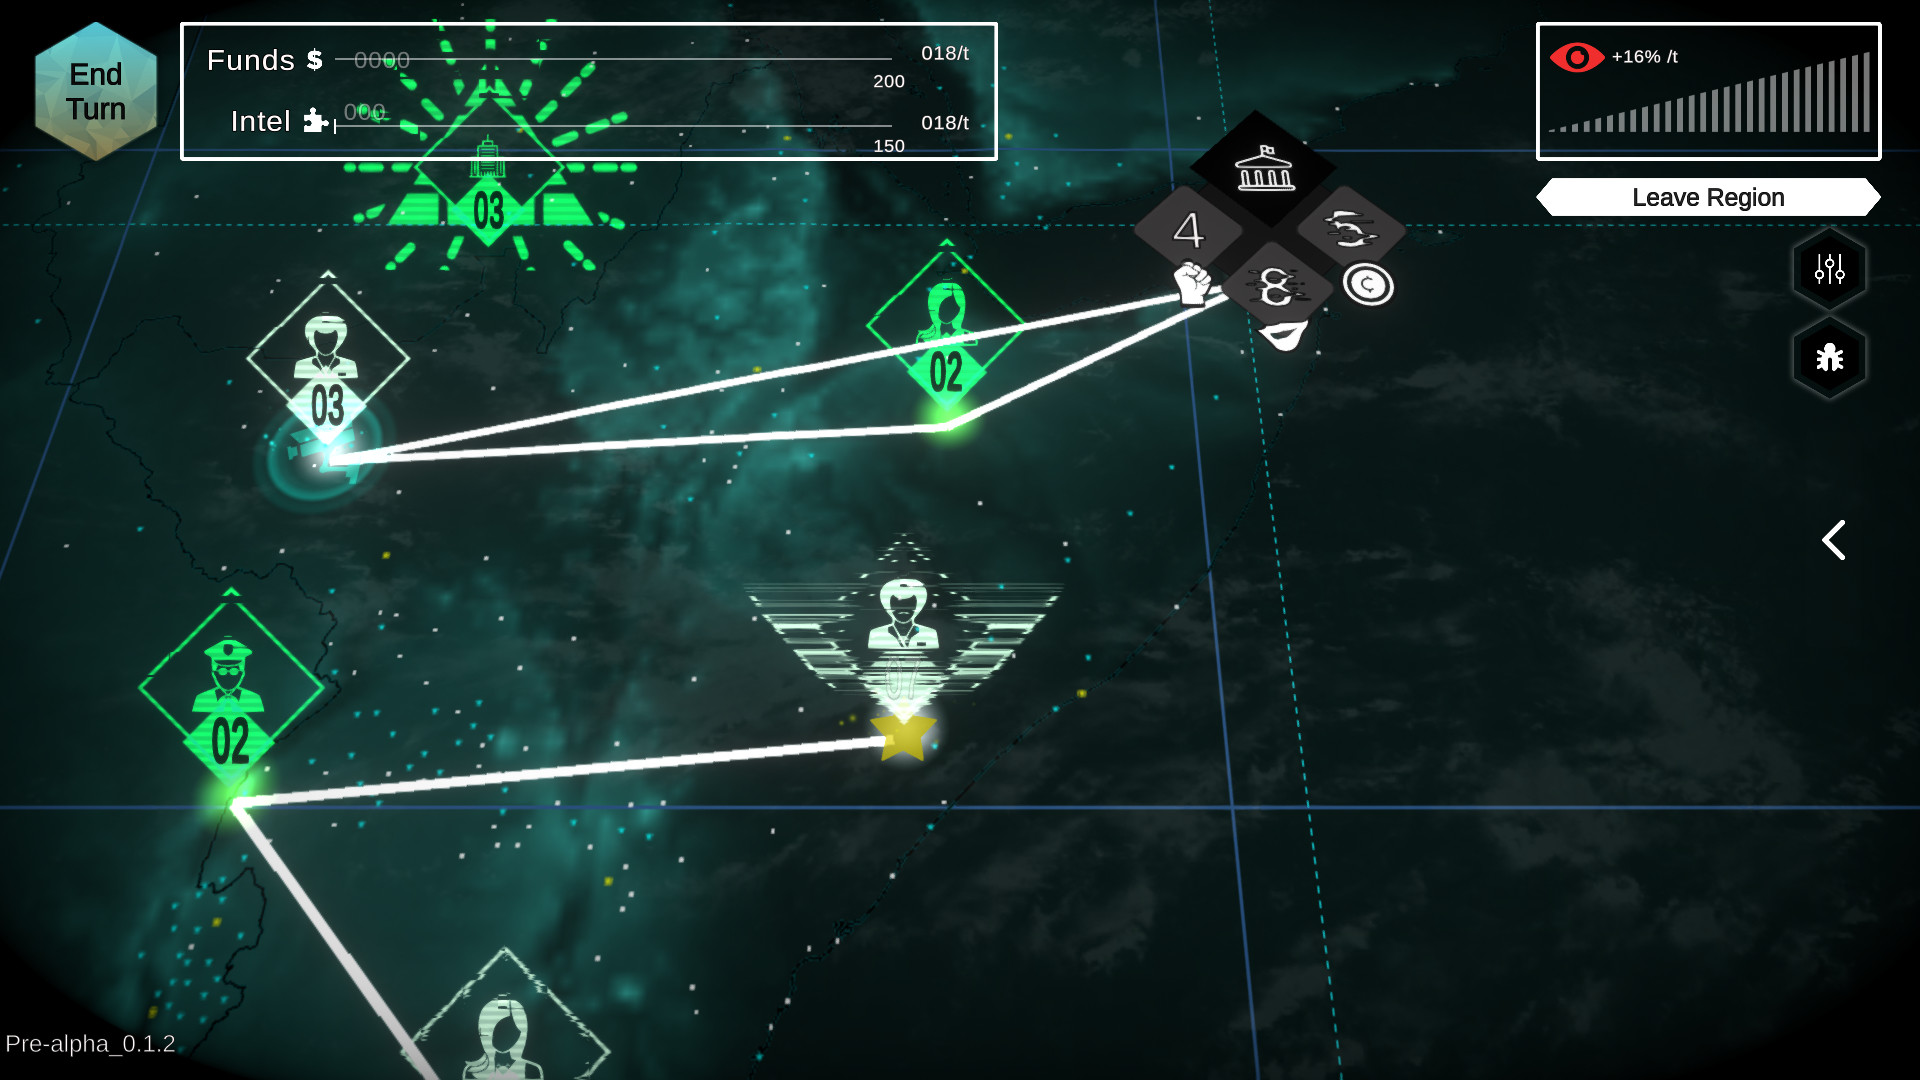 End
Turn
Funds $ 0000 018/t
200
Intel 000 018/t
150
+16% /t
Leave Region
03
4
8
03
02
02
Pre-alpha_0.1.2